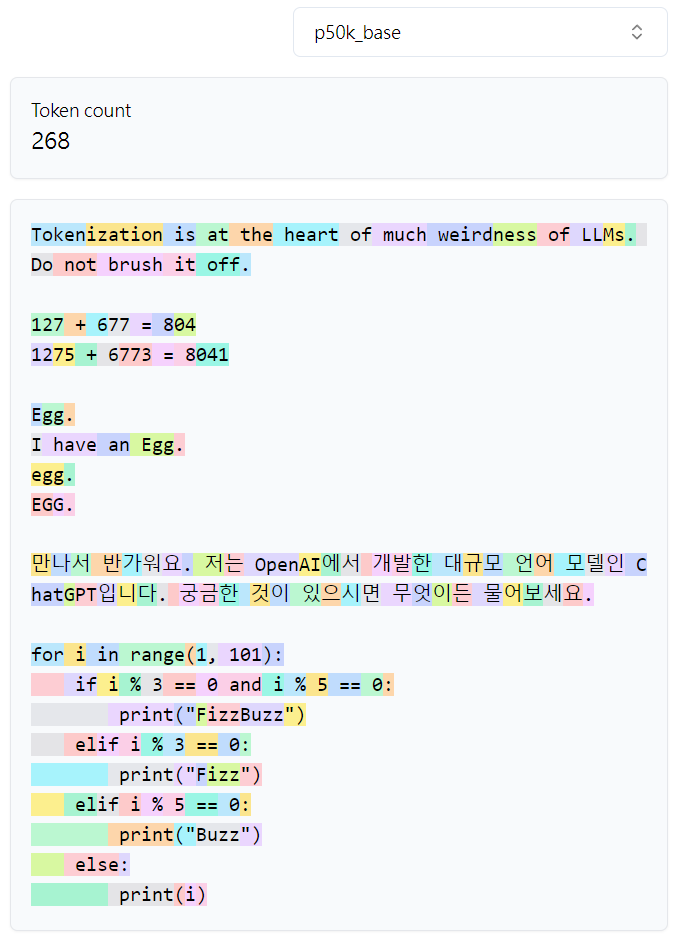 p50k_base
Token count
268
Tokenization is at the heart of much weirdness of LLMs.
Do not brush it off.
127 + 677 = 804
1275 + 6773 = 8041
Egg.
I have an Egg.
egg.
EGG.
만나서 반가워요. 저는 OpenAI에서 개발한 대규모 언어 모델인 C
hatGPT입니다. 궁금한 것이 있으시면 무엇이든 물어보세요.
for i in range(1, 101):
    if i % 3 == 0 and i % 5 == 0:
        print("FizzBuzz")
    elif i % 3 == 0:
        print("Fizz")
    elif i % 5 == 0:
        print("Buzz")
    else:
        print(i)